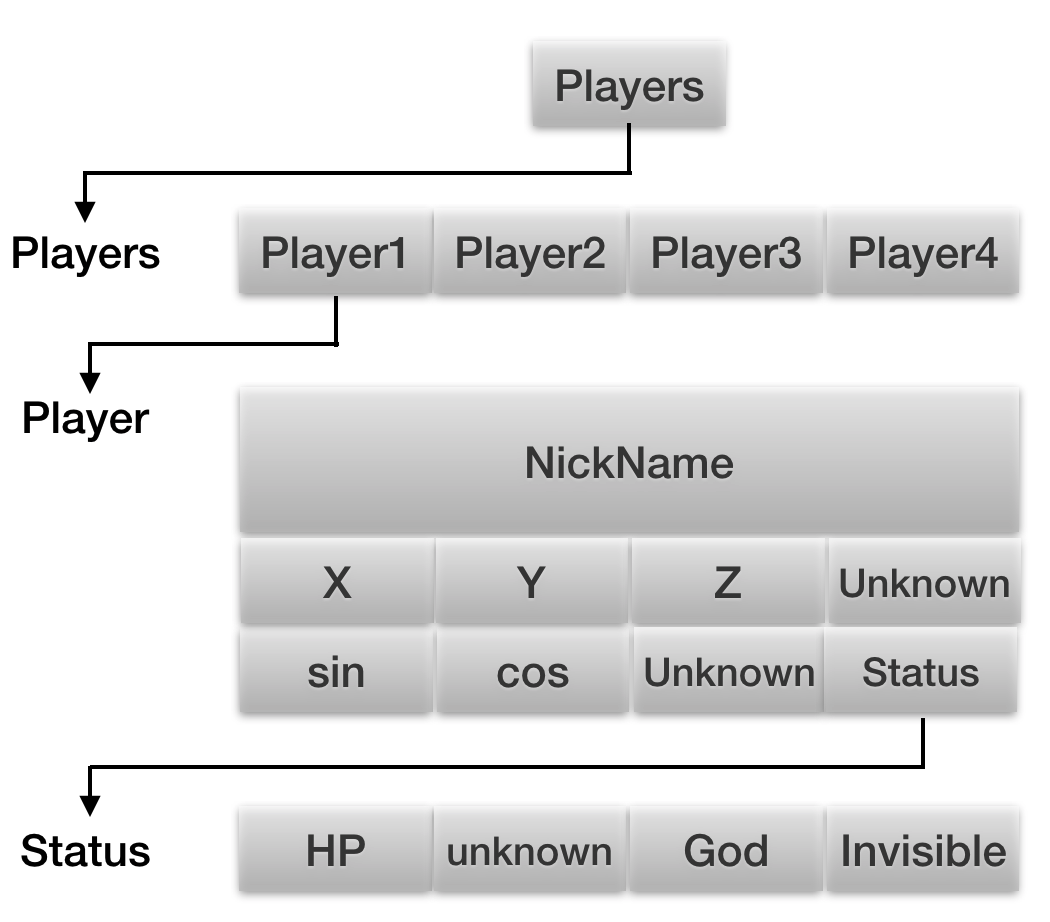 Players
Players Player1 Player2 Player3 Player4
Player
NickName
X Y Z Unknown
sin cos Unknown Status
Status HP unknown God Invisible